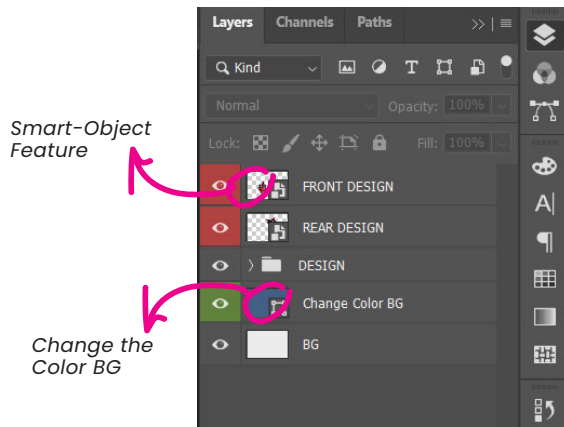 Layers Channels Paths
Kind
Normal Opacity: 100%
Lock: Fill: 100%
Smart-Object
Feature
FRONT DESIGN
REAR DESIGN
DESIGN
Change Color BG
Change the
Color BG
BG